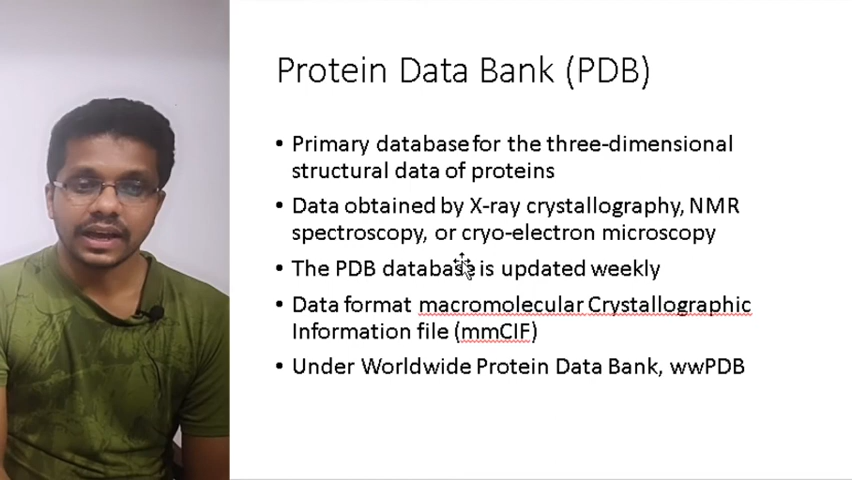 Protein Data Bank (PDB)
• Primary database for the three-dimensional
structural data of proteins
• Data obtained by X-ray crystallography, NMR
spectroscopy, or cryo-electron microscopy
• The PDB database is updated weekly
• Data format macromolecular Crystallographic
Information file (mmCIF)
• Under Worldwide Protein Data Bank, wwPDB